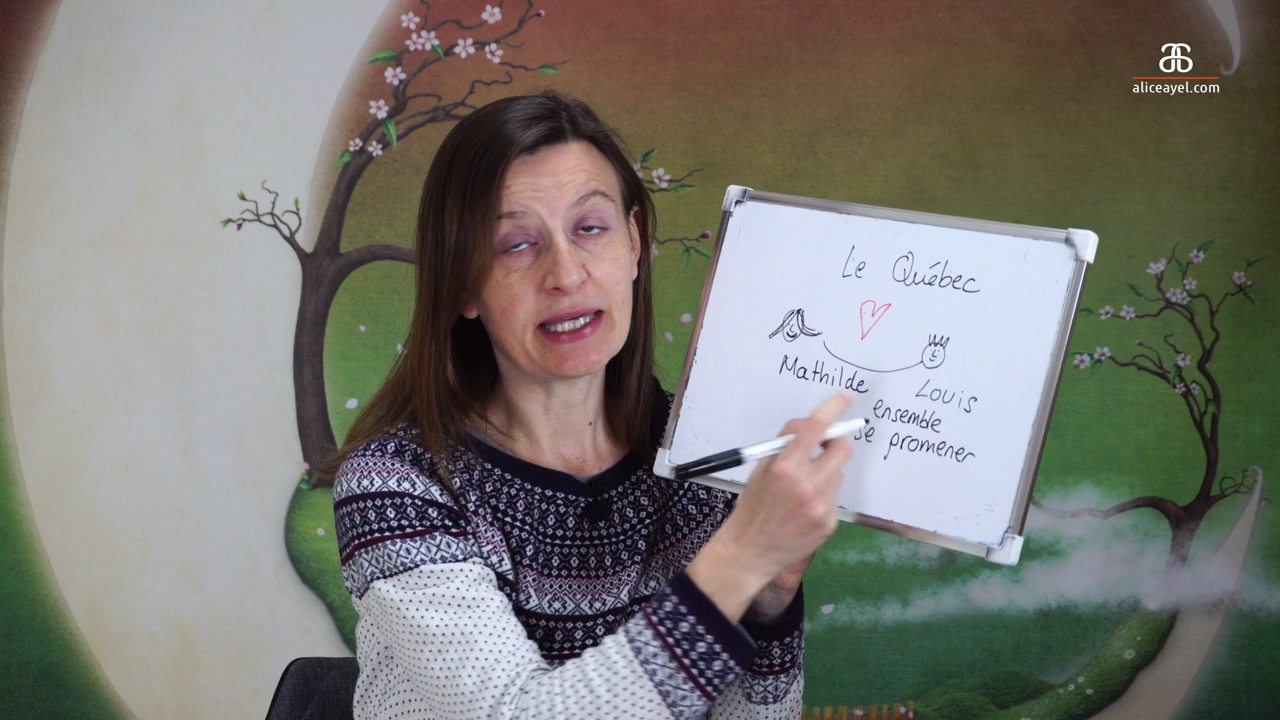 aliceayel.com
Le Québec
Mathilde
Louis
ensemble
se promener